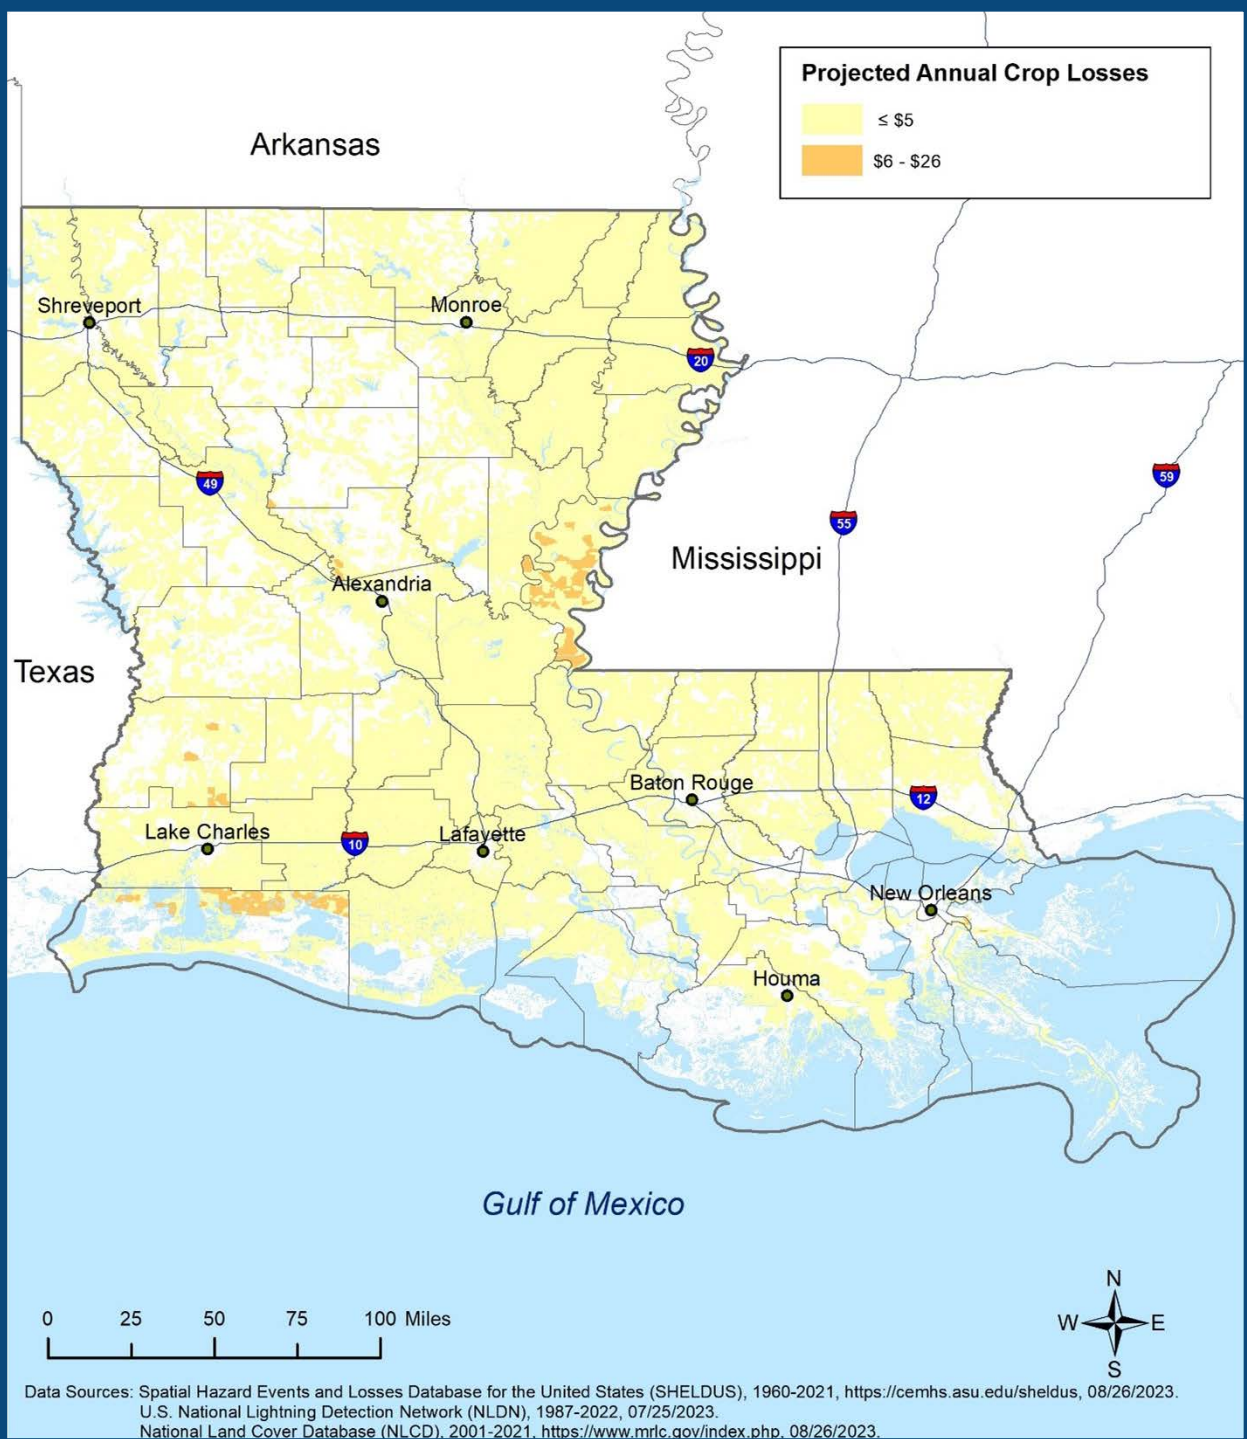 Projected Annual Crop Losses
≤ $5
$6 - $26
Arkansas
Shreveport
Monroe
20
49
59
55
Mississippi
Alexandria
Texas
Baton Rouge
12
Lake Charles
Lafayette
10
New Orleans
Houma
Gulf of Mexico
N
W E
S
0 25 50 75 100 Miles
Data Sources: Spatial Hazard Events and Losses Database for the United States (SHELDUS), 1960-2021, https://cemhs.asu.edu/sheldus, 08/26/2023.
U.S. National Lightning Detection Network (NLDN), 1987-2022, 07/25/2023.
National Land Cover Database (NLCD), 2001-2021, https://www.mrlc.gov/index.php, 08/26/2023.